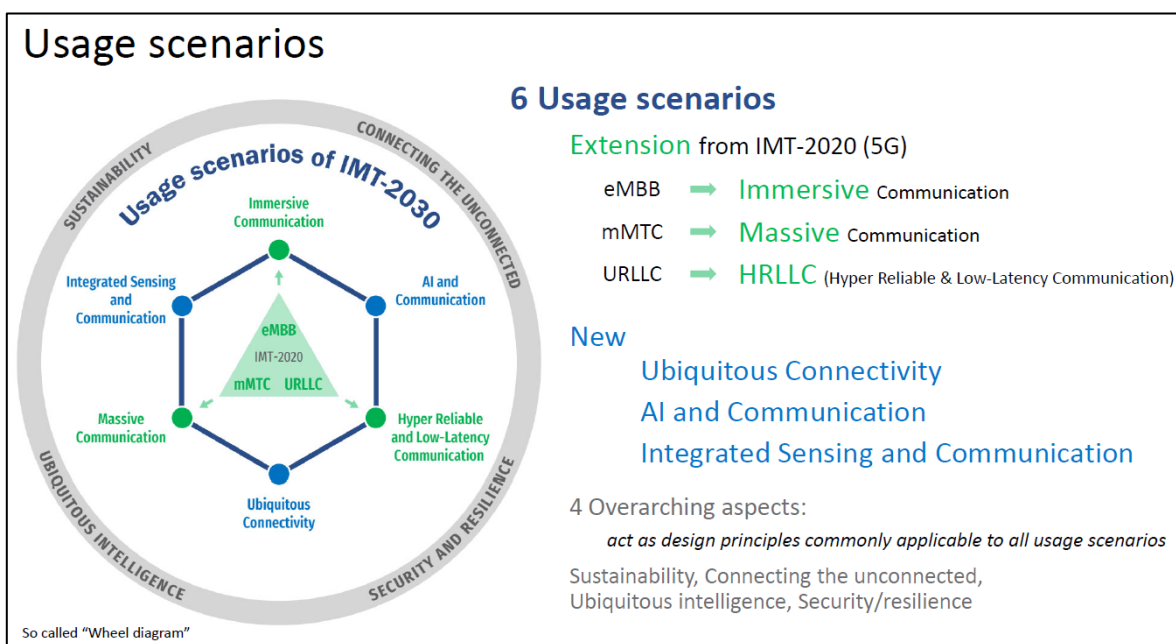 Usage scenarios
SUSTAINABILITY
CONNECTING THE UNCONNECTED
UBIQUITOUS INTELLIGENCE
SECURITY AND RESILIENCE
Usage scenarios of IMT-2030
Immersive
Communication
Integrated Sensing
and
Communication
AI and
Communication
eMBB
IMT-2020
mMTC URLLC
Massive
Communication
Hyper Reliable
and Low-Latency
Communication
Ubiquitous
Connectivity
So called “Wheel diagram”
6 Usage scenarios
Extension from IMT-2020 (5G)
eMBB Immersive Communication
mMTC Massive Communication
URLLC HRLLC (Hyper Reliable & Low-Latency Communication)
New
Ubiquitous Connectivity
AI and Communication
Integrated Sensing and Communication
4 Overarching aspects:
act as design principles commonly applicable to all usage scenarios
Sustainability, Connecting the unconnected,
Ubiquitous intelligence, Security/resilience